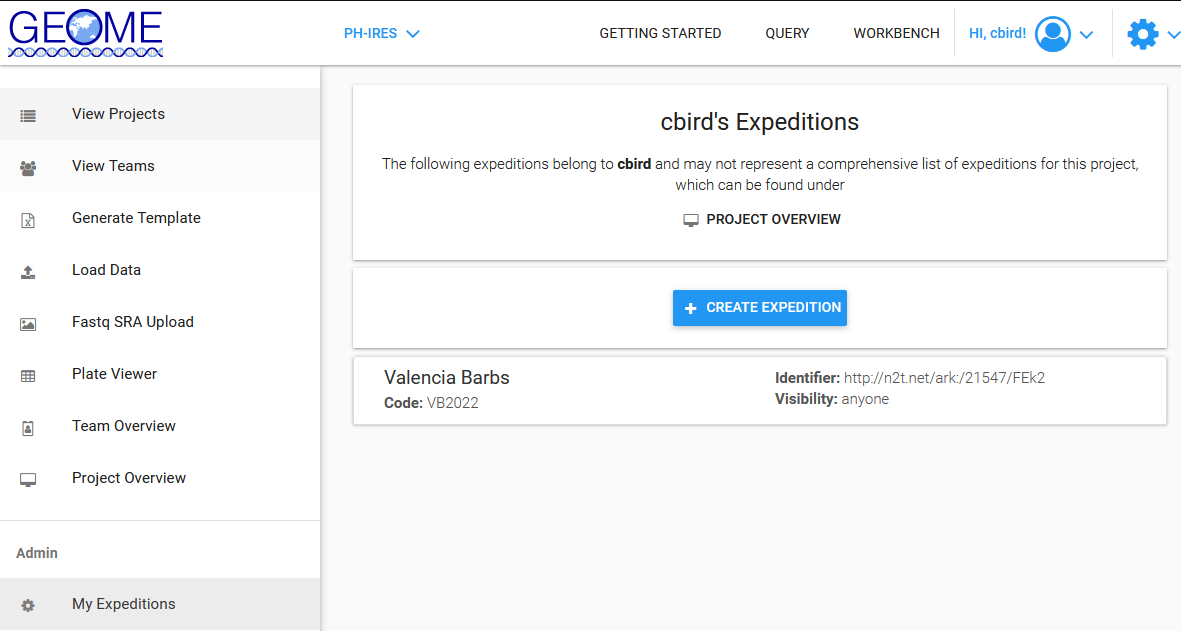 GEOME
PH-IRES
GETTING STARTED
QUERY
WORKBENCH
HI, cbird!
View Projects
View Teams
Generate Template
Load Data
Fastq SRA Upload
Plate Viewer
Team Overview
Project Overview
Admin
My Expeditions
cbird's Expeditions
The following expeditions belong to cbird and may not represent a comprehensive list of expeditions for this project,
which can be found under
PROJECT OVERVIEW
+ CREATE EXPEDITION
Valencia Barbs
Code: VB2022
Identifier: http://n2t.net/ark:/21547/FEk2
Visibility: anyone